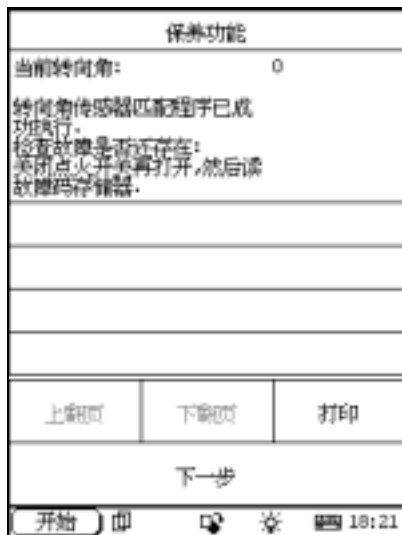 保养功能
当前转向角: 0
转向角传感器匹配程序已成
功执行.
检查故障是否还存在:
关闭点火开关再打开,然后读
故障码存储器.
上翻页 下翻页 打印
下一步
开始 18:21